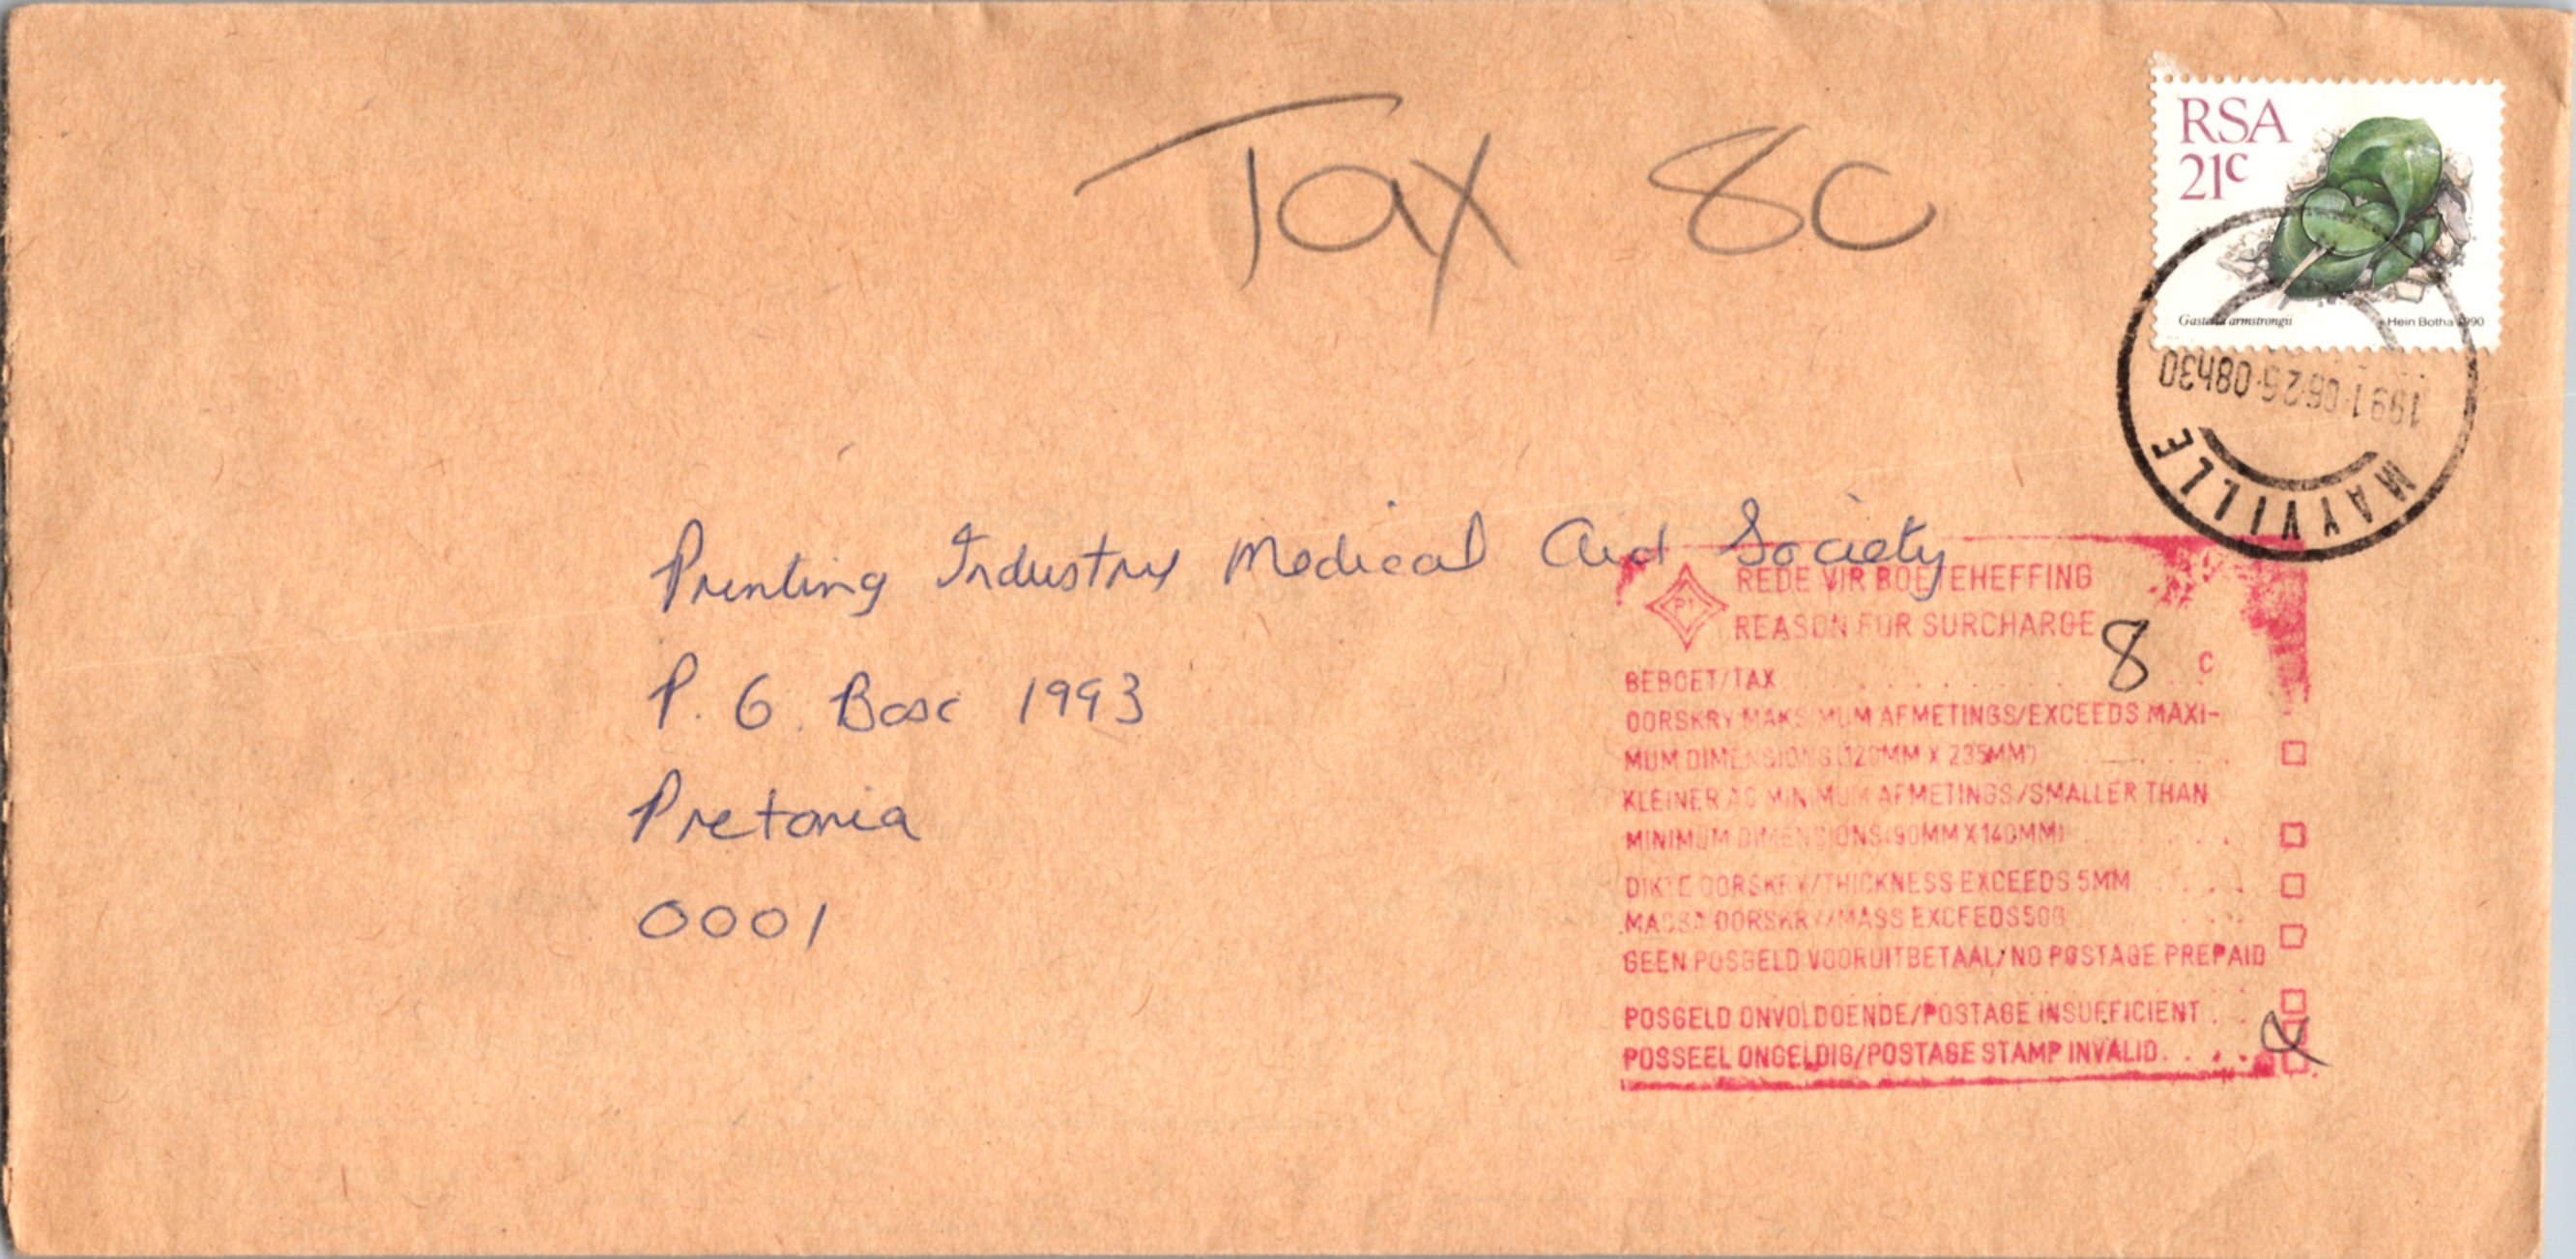 Tax 8c
RSA
21c
Gasteria armstrongii Hein Botha 1990
1991·06·26·08h30
MAYVILLE
Printing Industry Medical Aid Society
P. O. Box 1993
Pretoria
0001
P1
REDE VIR BOETEHEFFING
REASON FOR SURCHARGE
BEBOET/TAX . . . . . . . . . 8 c
OORSKRY MAKSIMUM AFMETINGS/EXCEEDS MAXI-
MUM DIMENSIONS (120MM X 235MM) . . . . .
KLEINER AS MINIMUM AFMETINGS/SMALLER THAN
MINIMUM DIMENSIONS (90MM X 140MM) . . . .
DIKTE OORSKRY/THICKNESS EXCEEDS 5MM . . . .
MASSA OORSKRY/MASS EXCEEDS 50G . . .
GEEN POSGELD VOORUITBETAAL/NO POSTAGE PREPAID
POSGELD ONVOLDOENDE/POSTAGE INSUFFICIENT . .
POSSEEL ONGELDIG/POSTAGE STAMP INVALID . . . .